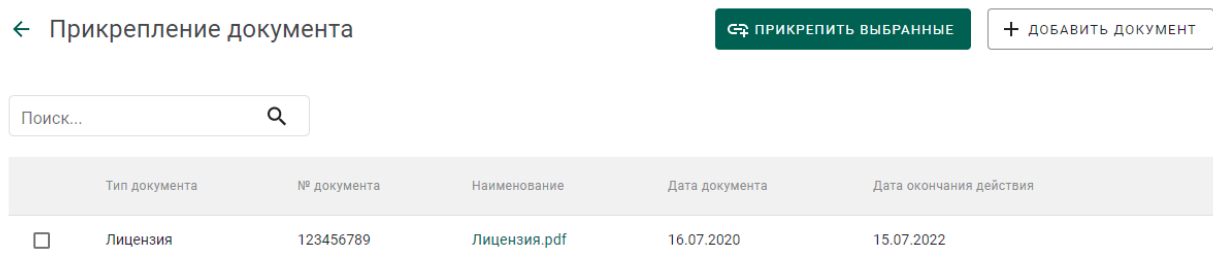 Прикрепление документа
ПРИКРЕПИТЬ ВЫБРАННЫЕ
ДОБАВИТЬ ДОКУМЕНТ
Поиск...
Тип документа № документа Наименование Дата документа Дата окончания действия
Лицензия 123456789 Лицензия.pdf 16.07.2020 15.07.2022